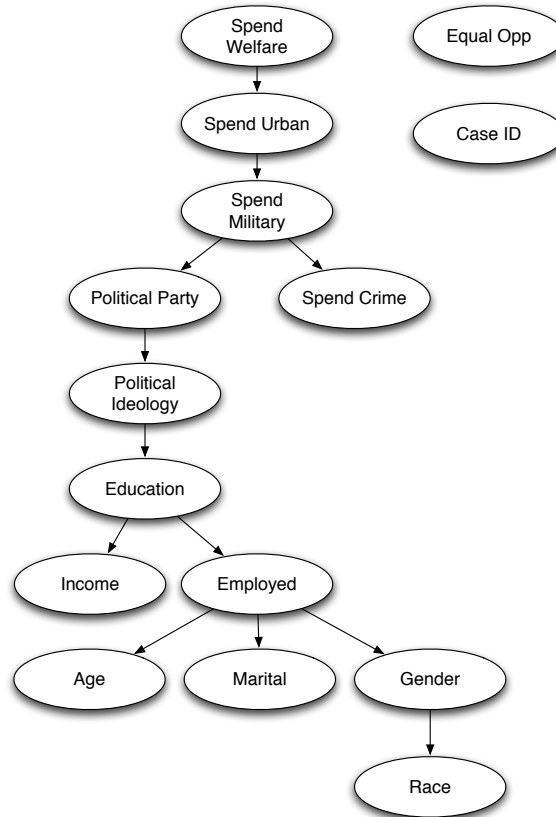 Spend
Welfare
Equal Opp
Spend Urban
Case ID
Spend
Military
Political Party
Spend Crime
Political
Ideology
Education
Income
Employed
Age
Marital
Gender
Race